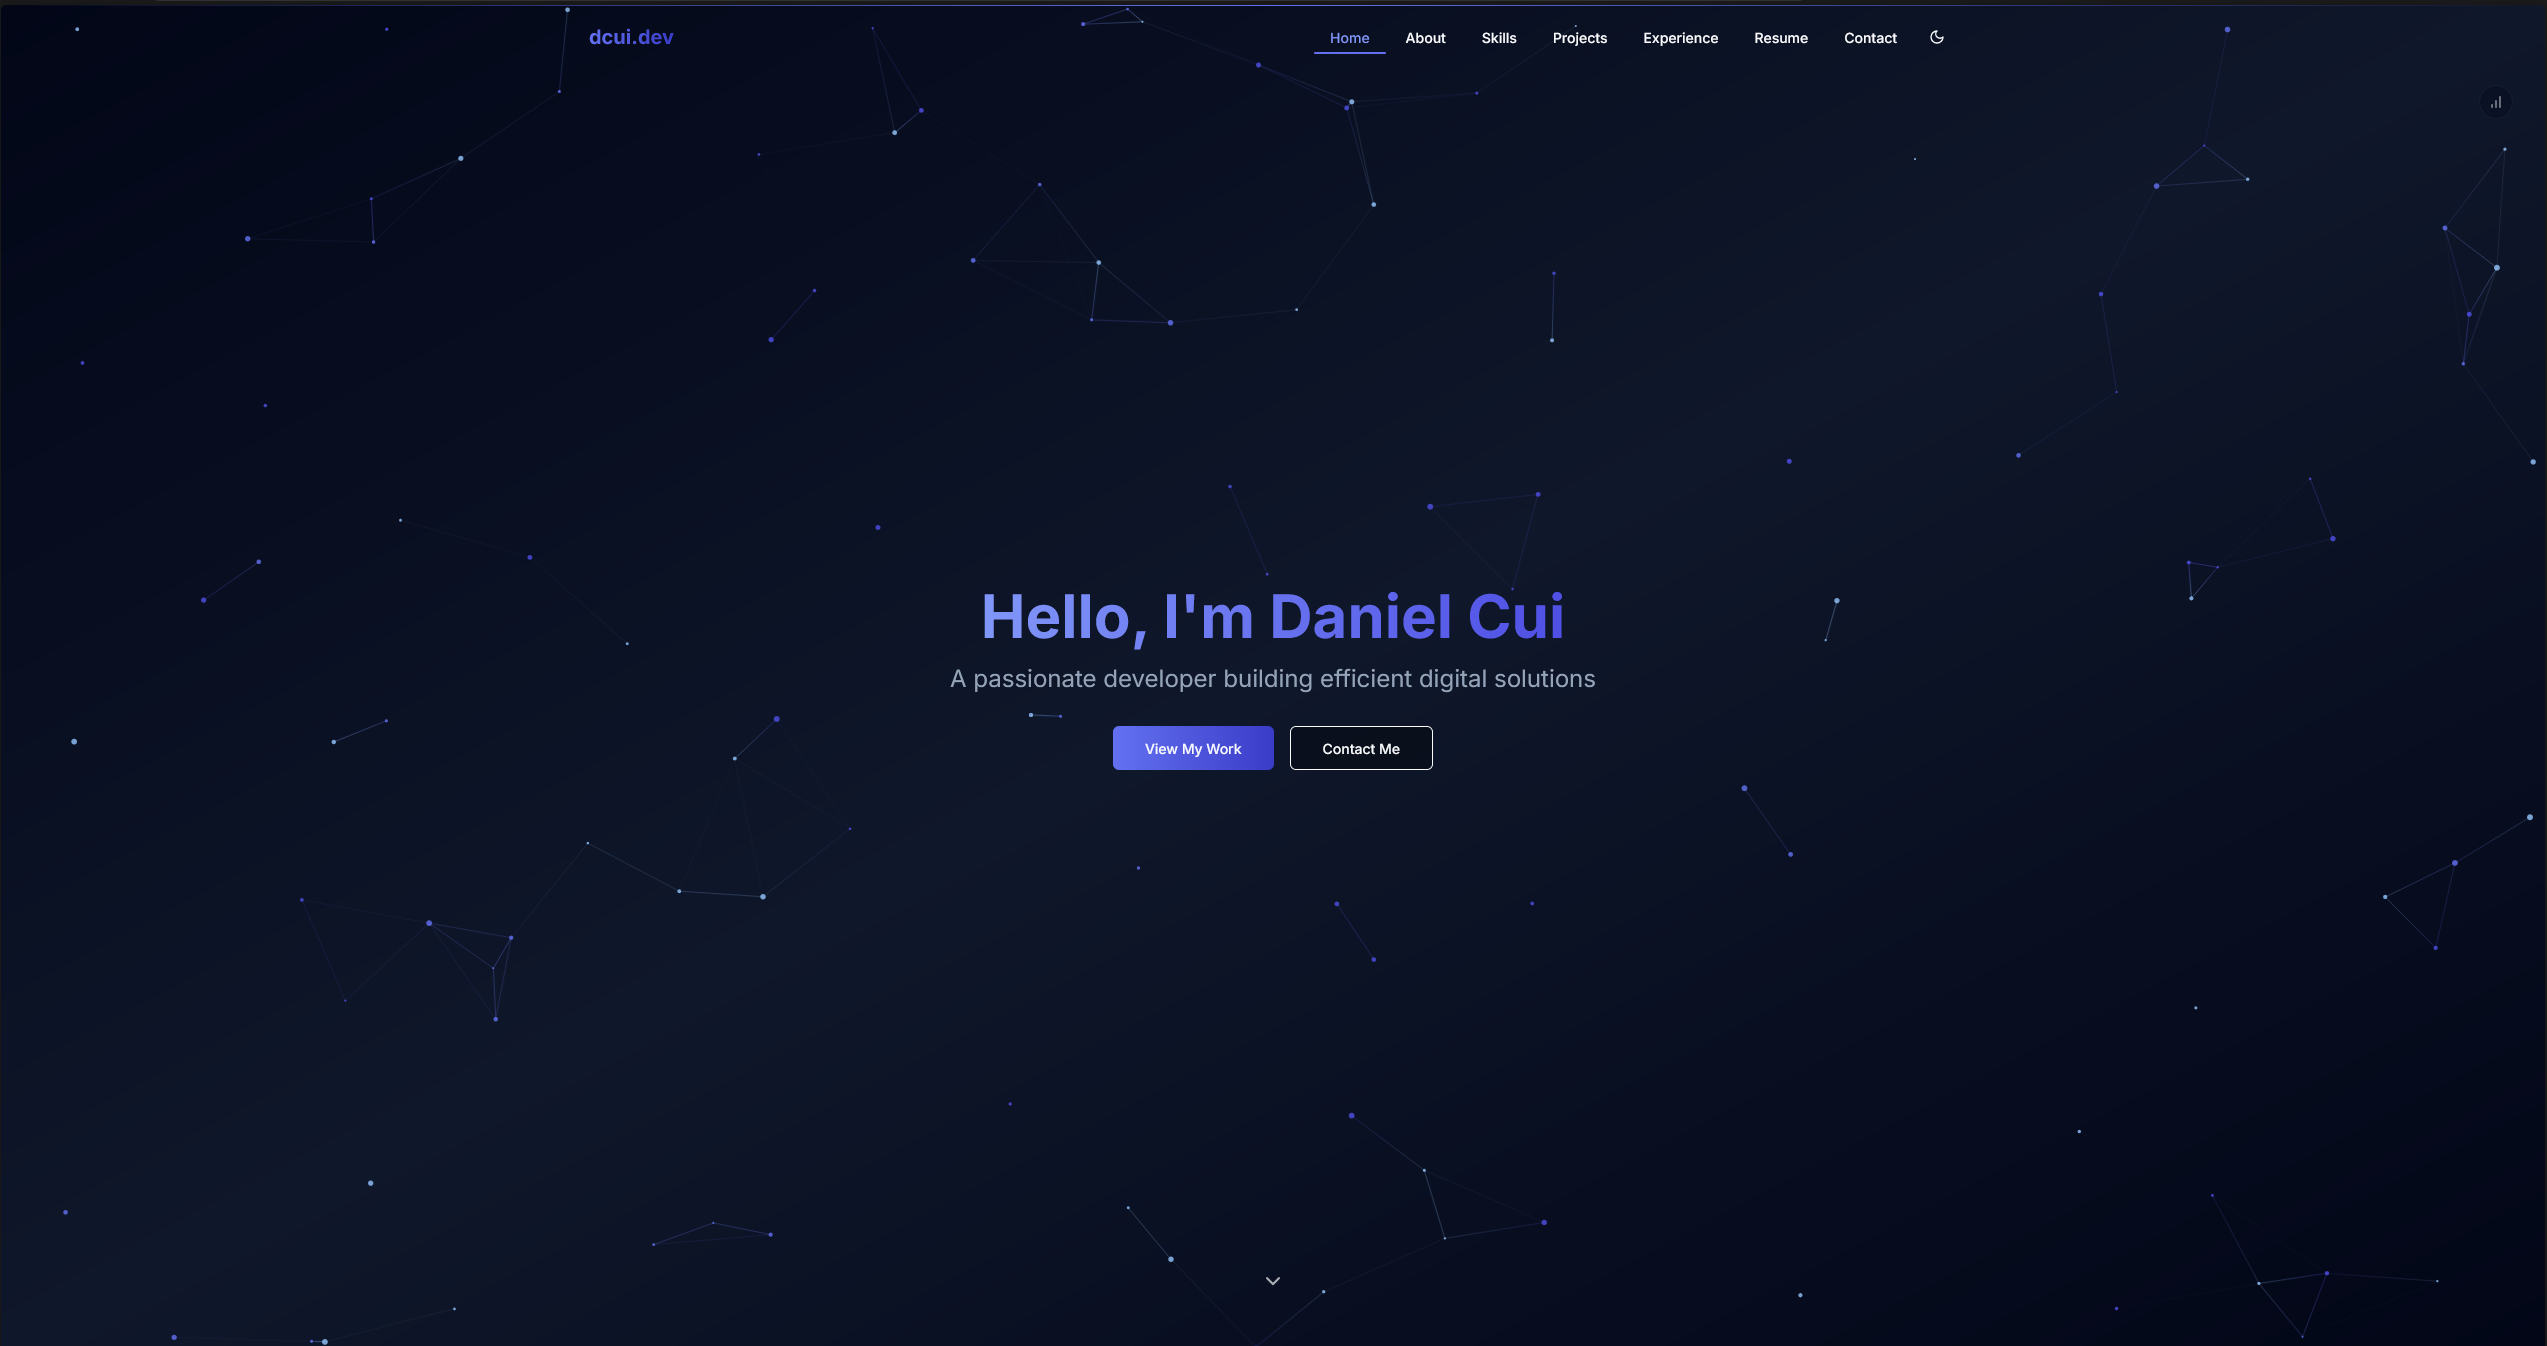 dcui.dev
Home About Skills Projects Experience Resume Contact
Hello, I'm Daniel Cui
A passionate developer building efficient digital solutions
View My Work Contact Me